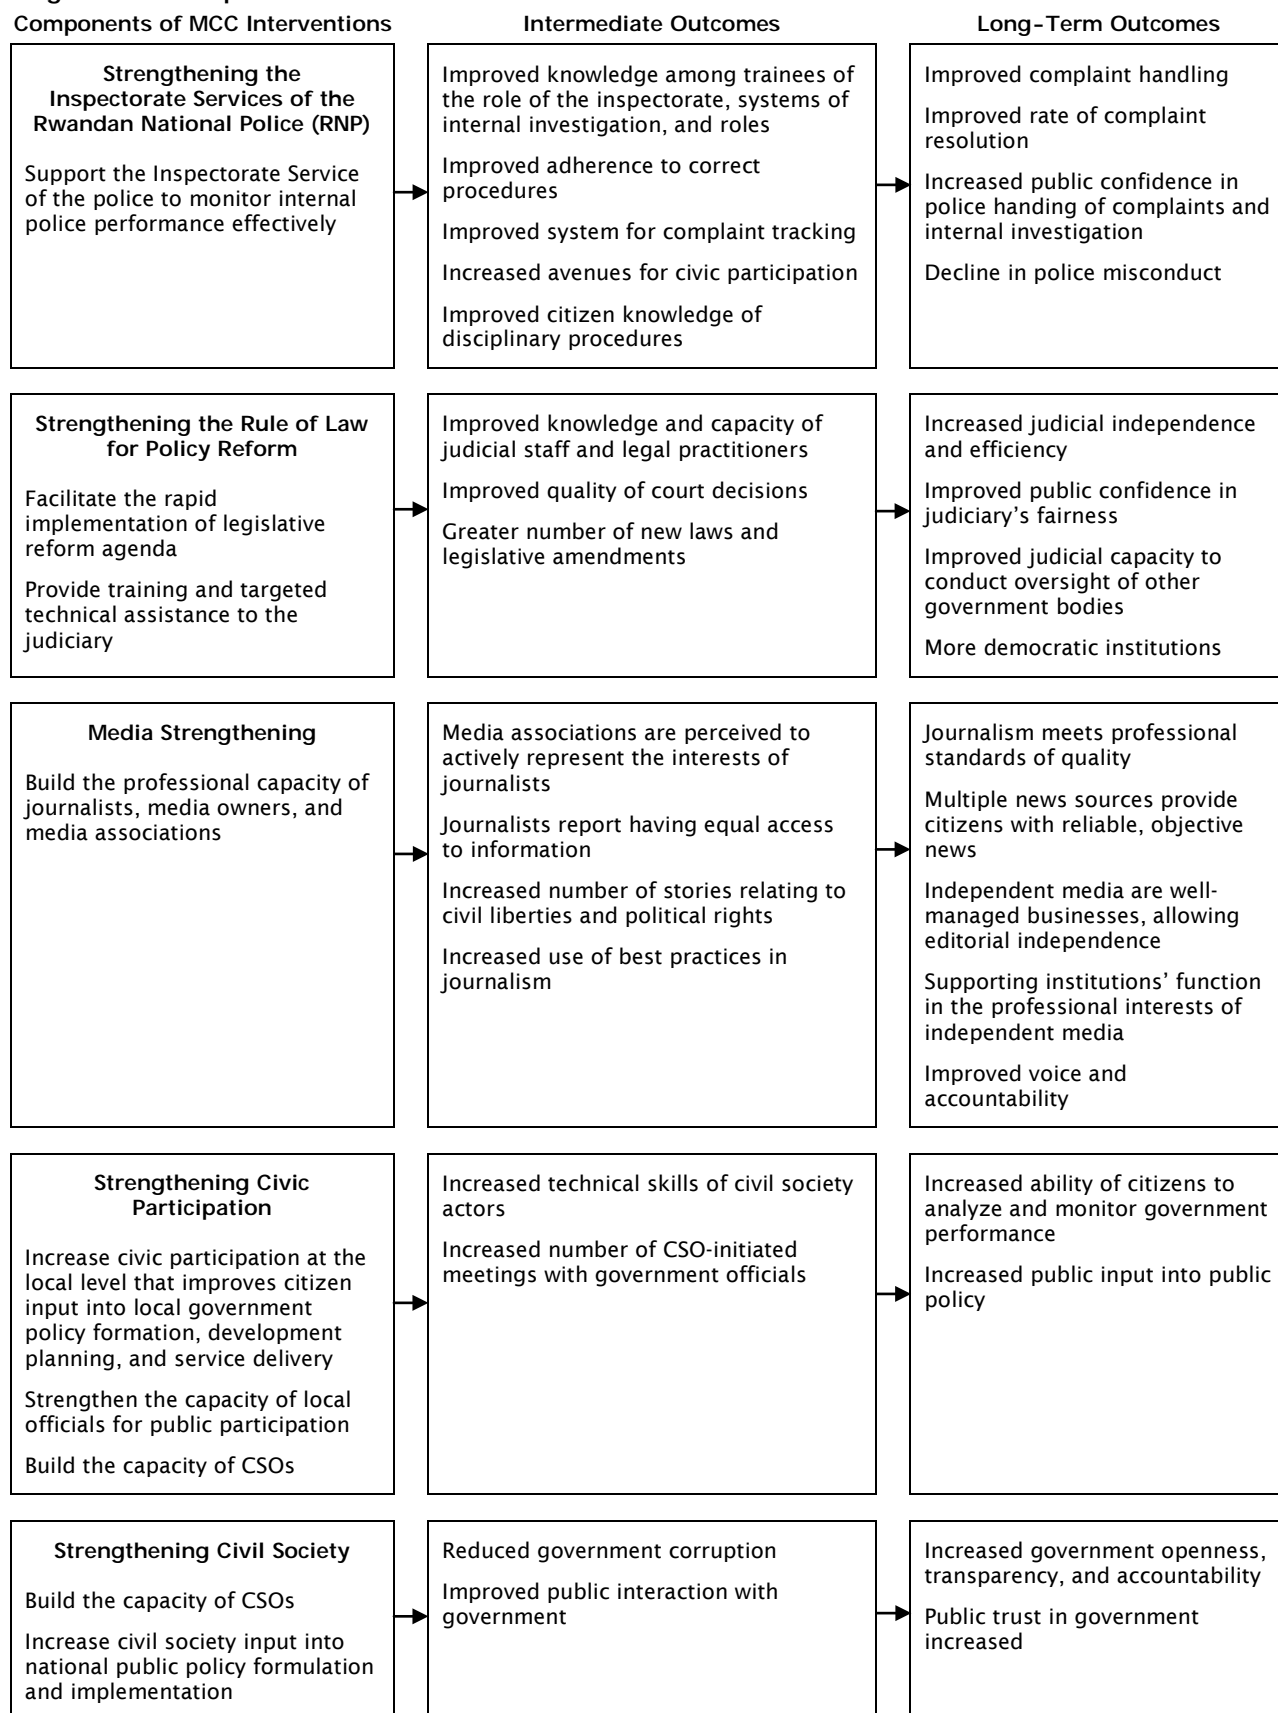 Components of MCC Interventions
Intermediate Outcomes
Long-Term Outcomes
Strengthening the
Inspectorate Services of the
Rwandan National Police (RNP)
Support the Inspectorate Service
of the police to monitor internal
police performance effectively
Improved knowledge among trainees of
the role of the inspectorate, systems of
internal investigation, and roles
Improved adherence to correct
procedures
Improved system for complaint tracking
Increased avenues for civic participation
Improved citizen knowledge of
disciplinary procedures
Improved complaint handling
Improved rate of complaint
resolution
Increased public confidence in
police handing of complaints and
internal investigation
Decline in police misconduct
Strengthening the Rule of Law
for Policy Reform
Facilitate the rapid
implementation of legislative
reform agenda
Provide training and targeted
technical assistance to the
judiciary
Improved knowledge and capacity of
judicial staff and legal practitioners
Improved quality of court decisions
Greater number of new laws and
legislative amendments
Increased judicial independence
and efficiency
Improved public confidence in
judiciary's fairness
Improved judicial capacity to
conduct oversight of other
government bodies
More democratic institutions
Media Strengthening
Build the professional capacity of
journalists, media owners, and
media associations
Media associations are perceived to
actively represent the interests of
journalists
Journalists report having equal access
to information
Increased number of stories relating to
civil liberties and political rights
Increased use of best practices in
journalism
Journalism meets professional
standards of quality
Multiple news sources provide
citizens with reliable, objective
news
Independent media are well-
managed businesses, allowing
editorial independence
Supporting institutions' function
in the professional interests of
independent media
Improved voice and
accountability
Strengthening Civic
Participation
Increase civic participation at the
local level that improves citizen
input into local government
policy formation, development
planning, and service delivery
Strengthen the capacity of local
officials for public participation
Build the capacity of CSOs
Increased technical skills of civil society
actors
Increased number of CSO-initiated
meetings with government officials
Increased ability of citizens to
analyze and monitor government
performance
Increased public input into public
policy
Strengthening Civil Society
Build the capacity of CSOs
Increase civil society input into
national public policy formulation
and implementation
Reduced government corruption
Improved public interaction with
government
Increased government openness,
transparency, and accountability
Public trust in government
increased